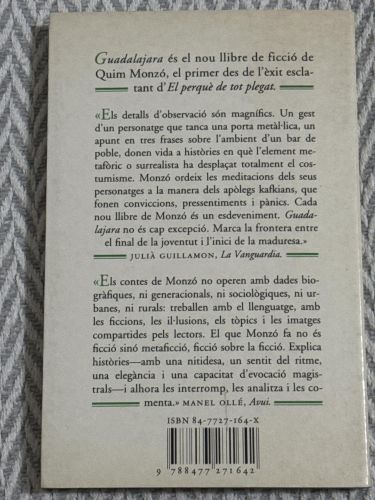 Guadalajara és el nou llibre de ficció de
Quim Monzó, el primer des de l'èxit escla-
tant d'El perquè de tot plegat.
«Els detalls d'observació són magnífics. Un gest
d'un personatge que tanca una porta metàl·lica, un
apunt en tres frases sobre l'ambient d'un bar de
poble, donen vida a històries en què l'element me-
tafòric o surrealista ha desplaçat totalment el cos-
tumisme. Monzó ordeix les meditacions dels seus
personatges a la manera dels apòlegs kafkians, que
fonen conviccions, pressentiments i pànics. Cada
nou llibre de Monzó és un esdeveniment. Guada-
lajara no és cap excepció. Marca la frontera entre
el final de la joventut i l'inici de la maduresa.»
JULIÀ GUILLAMON, La Vanguardia.
«Els contes de Monzó no operen amb dades bio-
gràfiques, ni generacionals, ni sociològiques, ni ur-
banes, ni rurals: treballen amb el llenguatge, amb
les ficcions, les il·lusions, els tòpics i les imatges
compartides pels lectors. El que Monzó fa no és
ficció sinó metaficció, ficció sobre la ficció. Explica
històries—amb una nitidesa, un sentit del ritme,
una elegància i una capacitat d'evocació magis-
trals—i alhora les interromp, les analitza i les co-
menta.» MANEL OLLÉ, Avui.
ISBN 84-7727-164-X
9 788477 271642